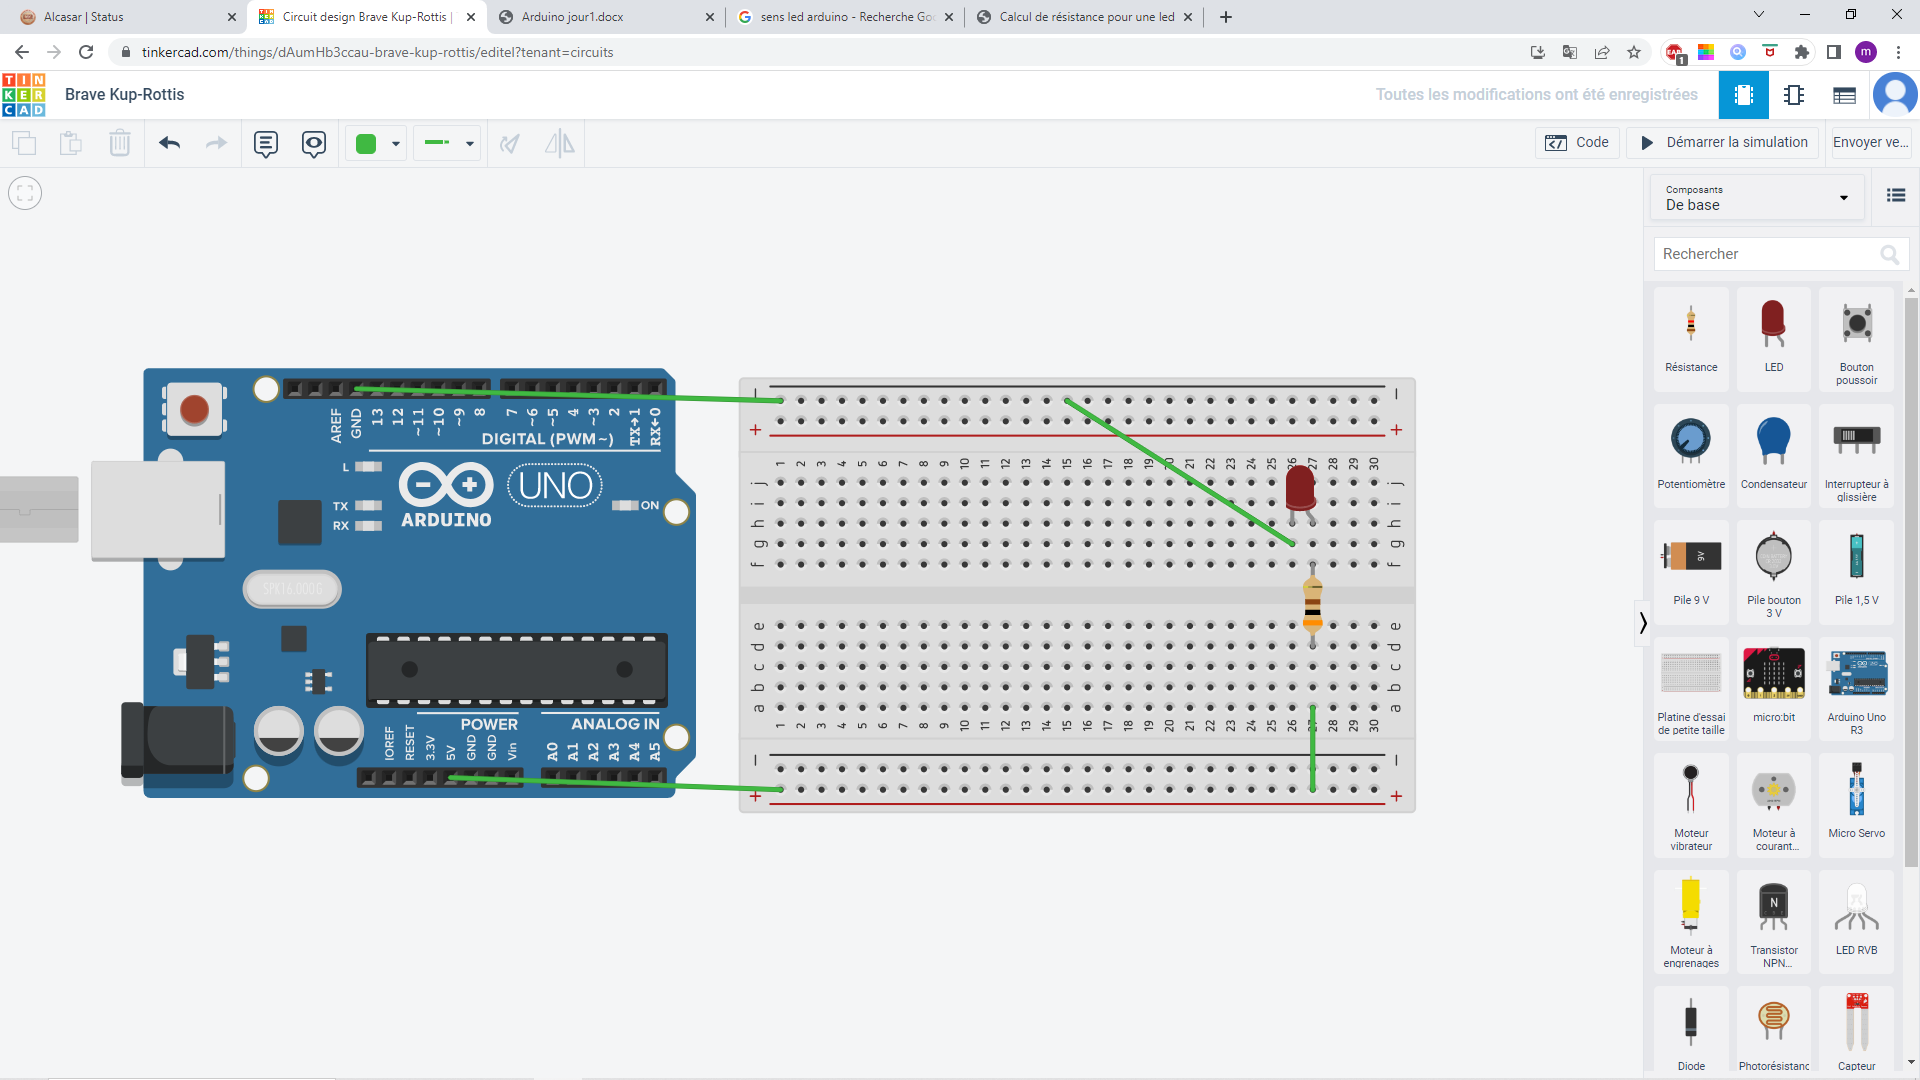 Alcasar | Status
Circuit design Brave Kup-Rottis |
Arduino jour1.docx
sens led arduino - Recherche Goo
Calcul de résistance pour une led
tinkercad.com/things/dAumHb3ccau-brave-kup-rottis/editel?tenant=circuits
1
m
TIN
KER
CAD
Brave Kup-Rottis
Toutes les modifications ont été enregistrées
Code
Démarrer la simulation
Envoyer ve...
Composants
De base
Rechercher
Résistance
LED
Bouton poussoir
Potentiomètre
Condensateur
Interrupteur à glissière
9V
Pile 9 V
Pile bouton 3 V
Pile 1,5 V
Platine d'essai de petite taille
micro:bit
Arduino Uno R3
Moteur vibrateur
Moteur à courant...
Micro Servo
N
Moteur à engrenages
Transistor NPN...
LED RVB
Diode
Photorésistanc
Capteur
AREF
GND
13
12
~11
~10
~9
8
7
~6
~5
4
~3
2
TX→1
RX←0
DIGITAL (PWM~)
L
TX
RX
UNO
ON
ARDUINO
SPK16.000G
POWER
ANALOG IN
IOREF
RESET
3.3V
5V
GND
GND
Vin
A0
A1
A2
A3
A4
A5
+ +
1 2 3 4 5 6 7 8 9 10 11 12 13 14 15 16 17 18 19 20 21 22 23 24 25 26 27 28 29 30
j j
i i
h h
g g
f f
e e
d d
c c
b b
a a
1 2 3 4 5 6 7 8 9 10 11 12 13 14 15 16 17 18 19 20 21 22 23 24 25 26 27 28 29 30
+ +